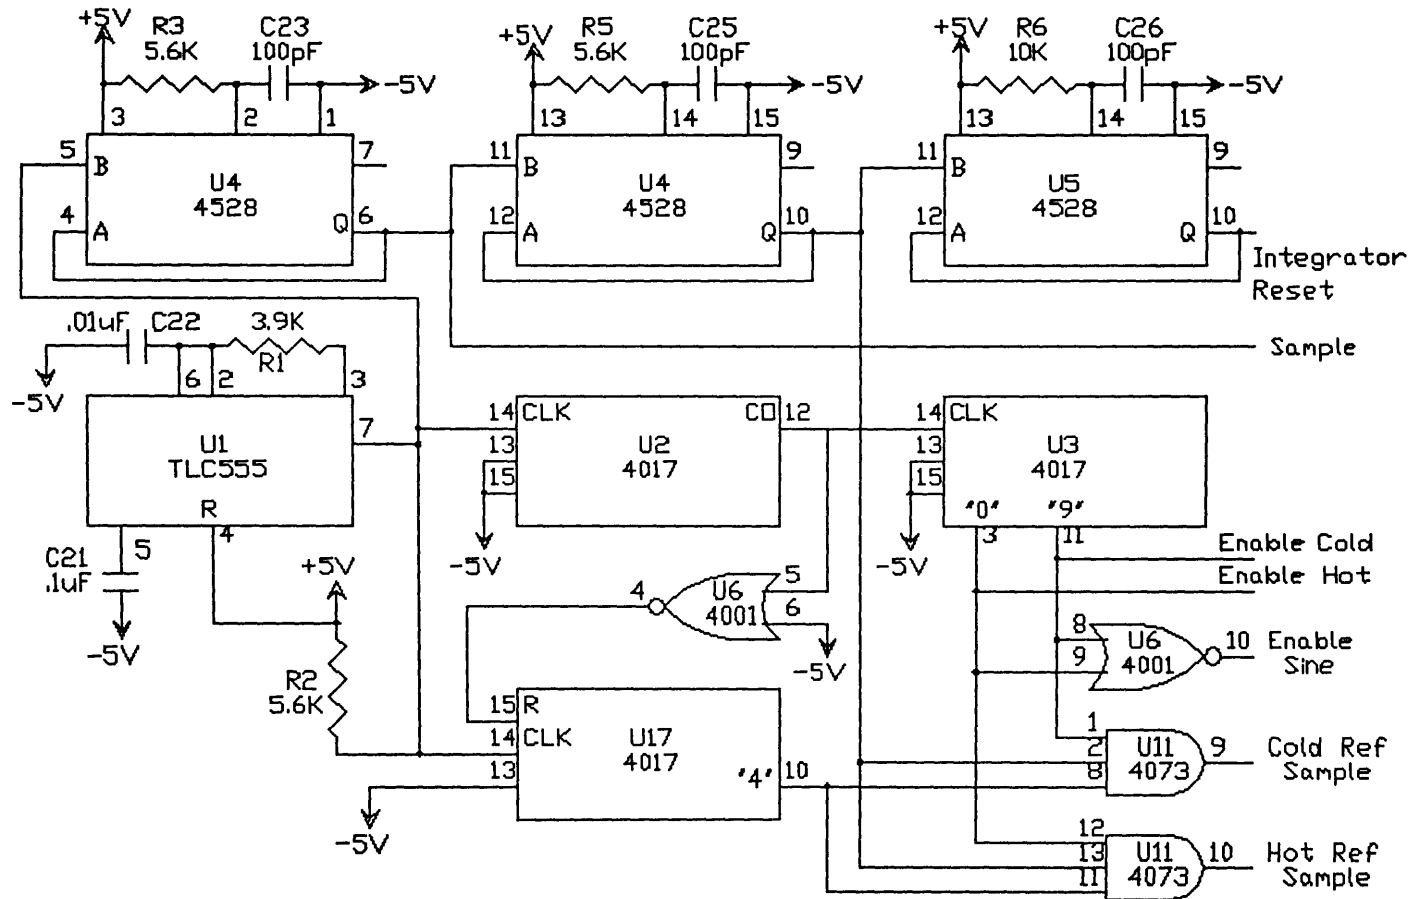 +5V R3 C23 +5V R5 C25 +5V R6 C26
5.6K 100pF 5.6K 100pF 10K 100pF
-5V -5V -5V
3 2 1 13 14 15 13 14 15
5 B 7 11 B 9 11 B 9
U4 U4 U5
4528 4528 4528
4 A Q 6 12 A Q 10 12 A Q 10
Integrator
Reset
.01uF C22 3.9K
R1
Sample
-5V 6 2 3
U1 7 14 CLK CO 12 14 CLK
TLC555 13 U2 13 U3
15 4017 15 4017
R "0" "9"
4 3 11
C21 5 -5V -5V Enable Cold
.1uF +5V Enable Hot
-5V 4 U6 5
4001 6
-5V
8 U6 10 Enable
9 4001 Sine
R2
5.6K 15 R
14 CLK U17
13 4017 "4" 10
-5V
1 U11 9 Cold Ref
2 4073 Sample
8
12 U11 10 Hot Ref
13 4073 Sample
11